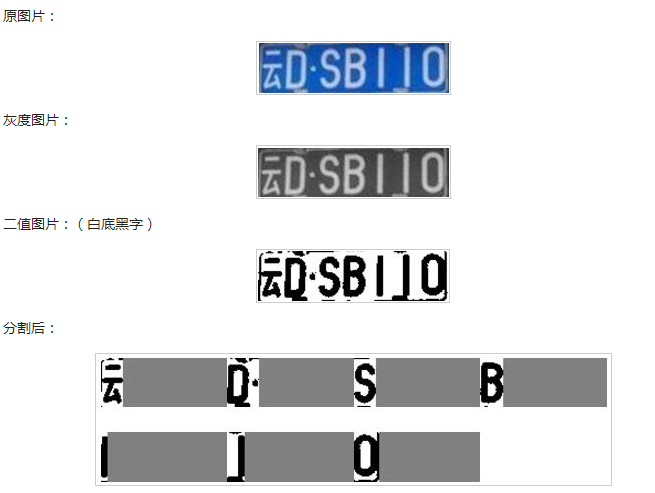 原图片：
云D·SB110
灰度图片：
云D·SB110
二值图片：（白底黑字）
云D·SB110
分割后：
云 D· S B
1 1 0